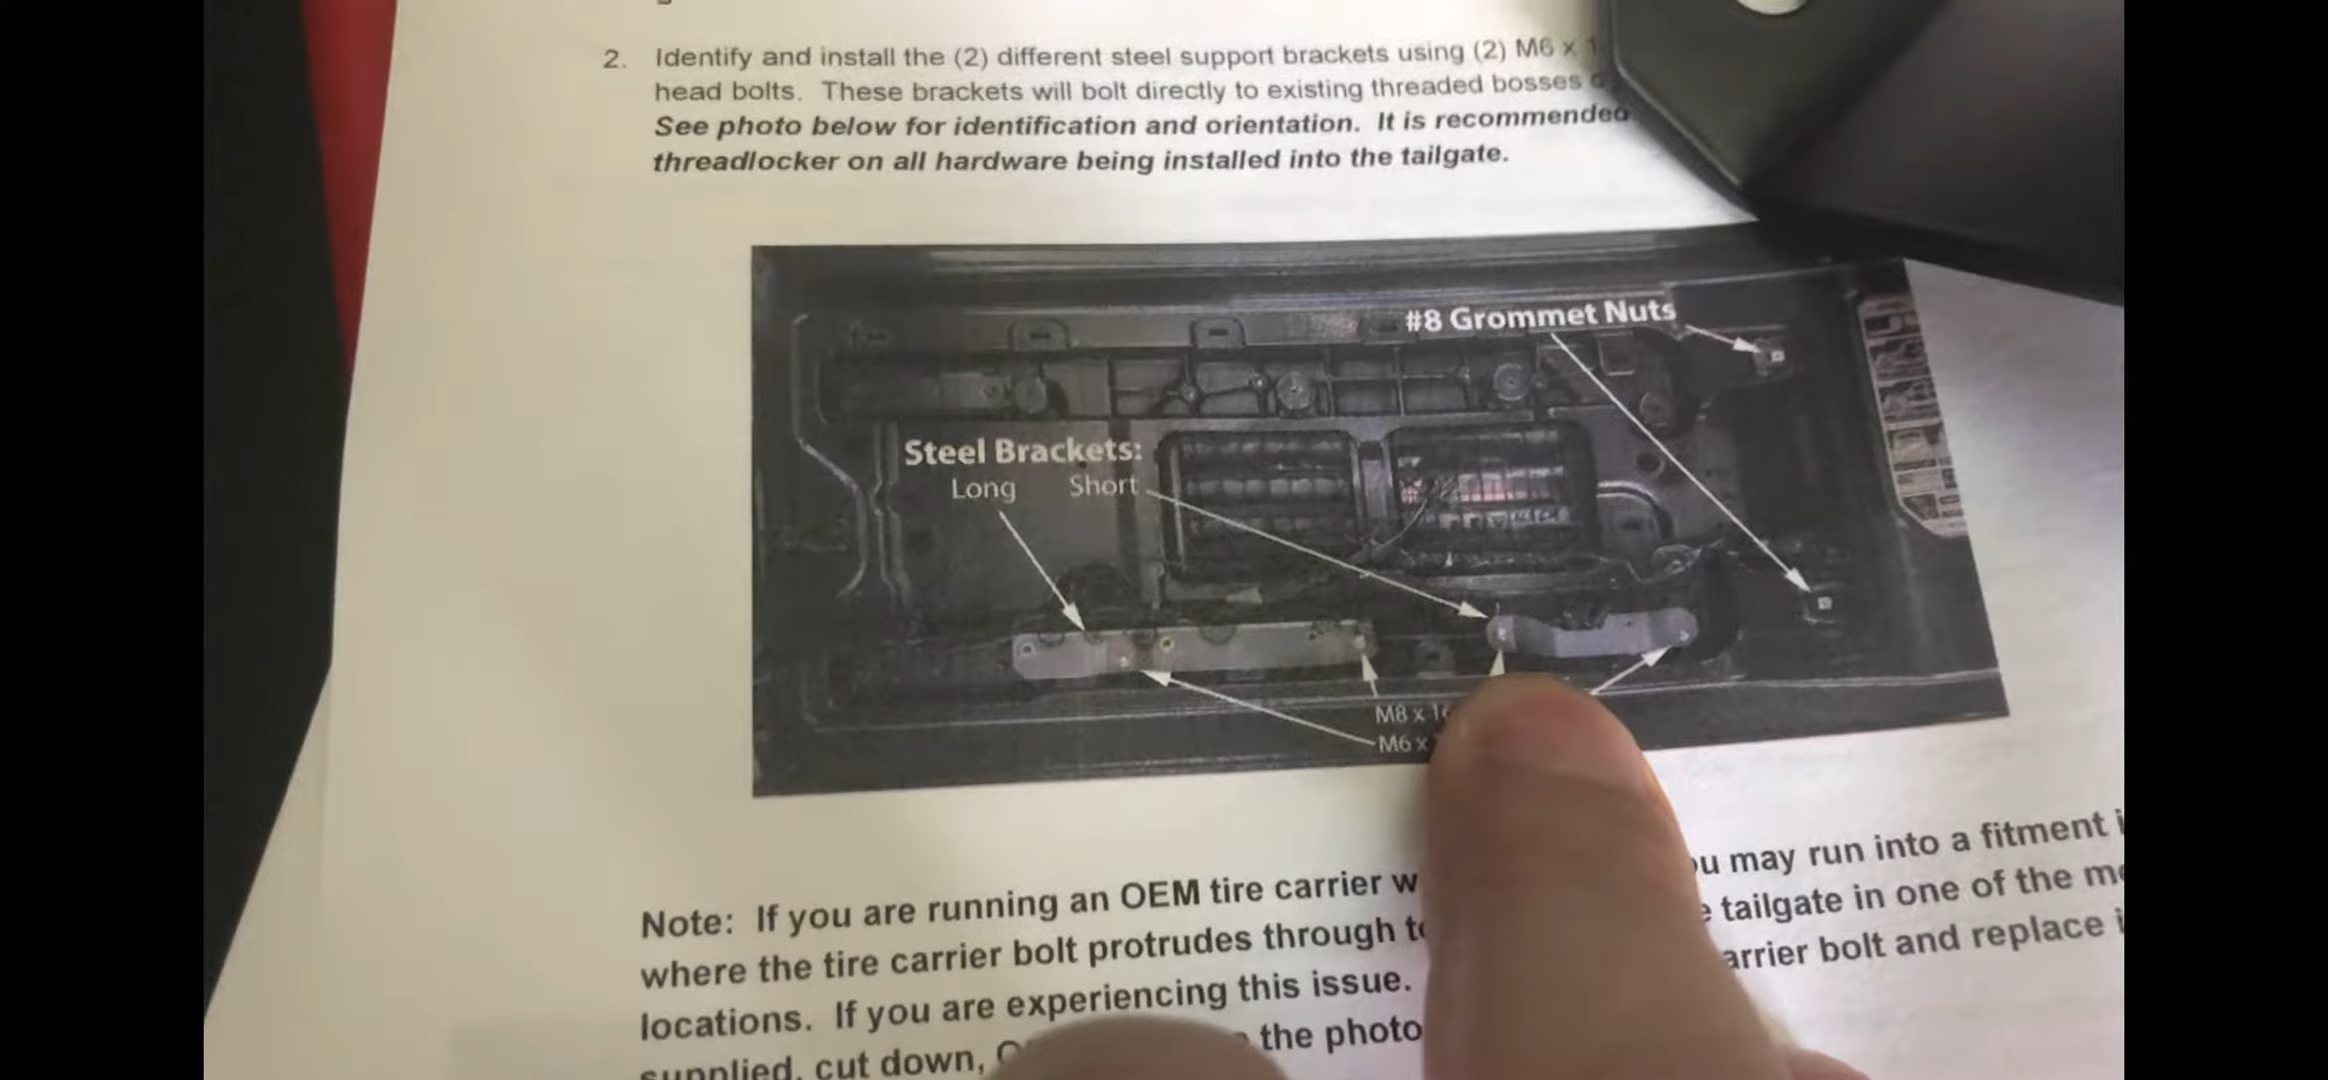 2. Identify and install the (2) different steel support brackets using (2) M6 x
head bolts. These brackets will bolt directly to existing threaded bosses
See photo below for identification and orientation. It is recommended
threadlocker on all hardware being installed into the tailgate.
#8 Grommet Nuts
Steel Brackets:
Long Short
M8 x
M6 x
Note: If you are running an OEM tire carrier may run into a fitment
where the tire carrier bolt protrudes through tailgate in one of the
locations. If you are experiencing this issue. bolt and replace
supplied, cut down, the photo